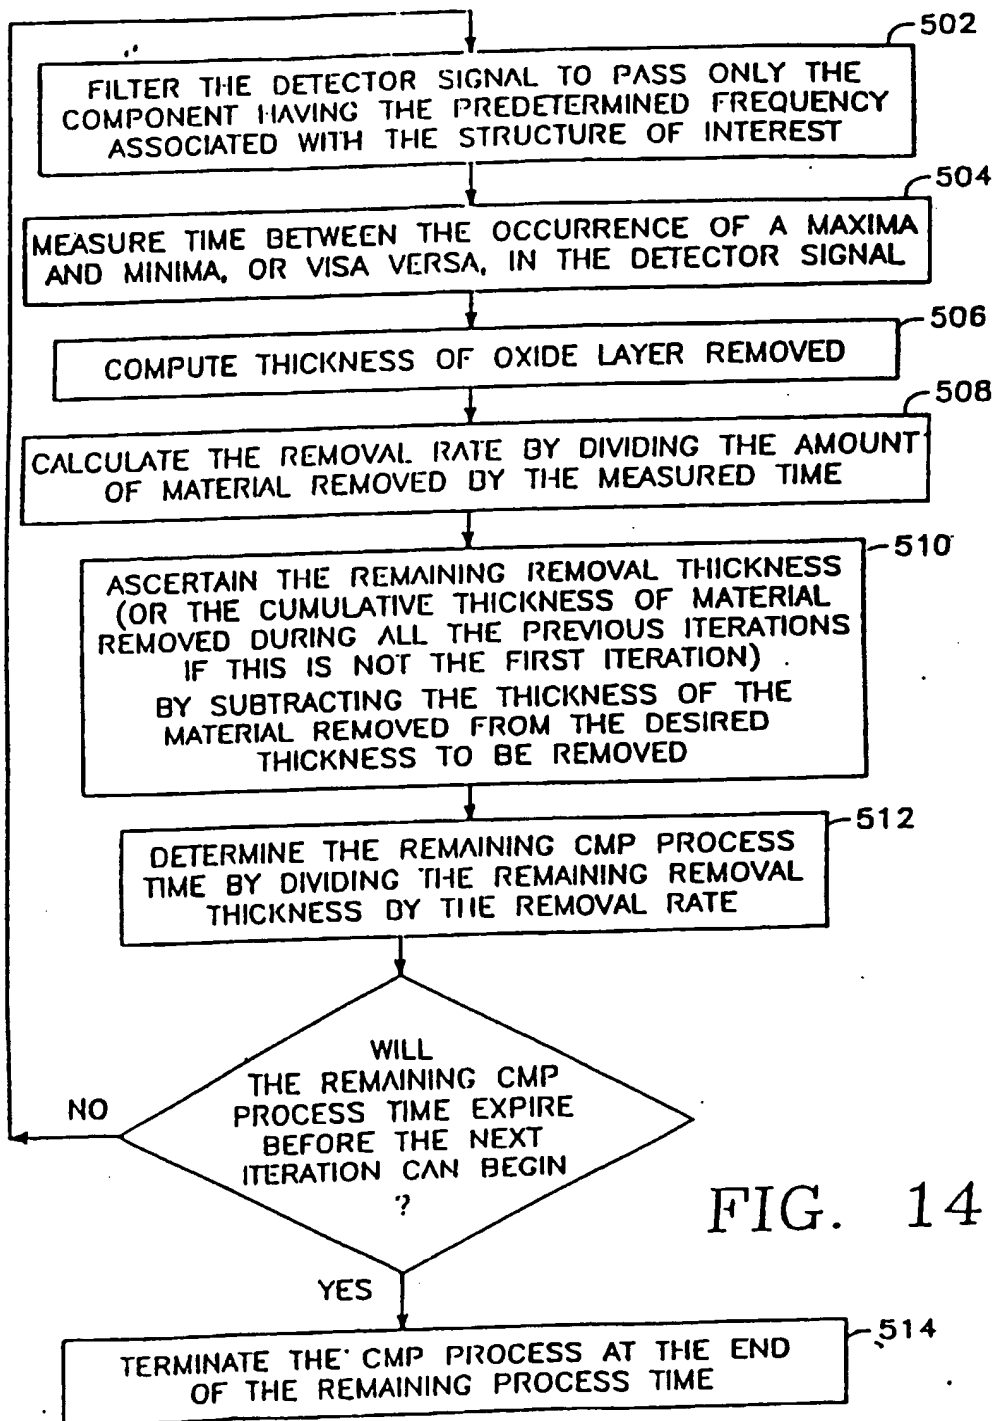 502
FILTER THE DETECTOR SIGNAL TO PASS ONLY THE
COMPONENT HAVING THE PREDETERMINED FREQUENCY
ASSOCIATED WITH THE STRUCTURE OF INTEREST
504
MEASURE TIME BETWEEN THE OCCURRENCE OF A MAXIMA
AND MINIMA, OR VISA VERSA, IN THE DETECTOR SIGNAL
506
COMPUTE THICKNESS OF OXIDE LAYER REMOVED
508
CALCULATE THE REMOVAL RATE BY DIVIDING THE AMOUNT
OF MATERIAL REMOVED BY THE MEASURED TIME
510
ASCERTAIN THE REMAINING REMOVAL THICKNESS
(OR THE CUMULATIVE THICKNESS OF MATERIAL
REMOVED DURING ALL THE PREVIOUS ITERATIONS
IF THIS IS NOT THE FIRST ITERATION)
BY SUBTRACTING THE THICKNESS OF THE
MATERIAL REMOVED FROM THE DESIRED
THICKNESS TO BE REMOVED
512
DETERMINE THE REMAINING CMP PROCESS
TIME BY DIVIDING THE REMAINING REMOVAL
THICKNESS BY THE REMOVAL RATE
WILL
THE REMAINING CMP
PROCESS TIME EXPIRE
BEFORE THE NEXT
ITERATION CAN BEGIN
?
NO
YES
FIG. 14
514
TERMINATE THE CMP PROCESS AT THE END
OF THE REMAINING PROCESS TIME